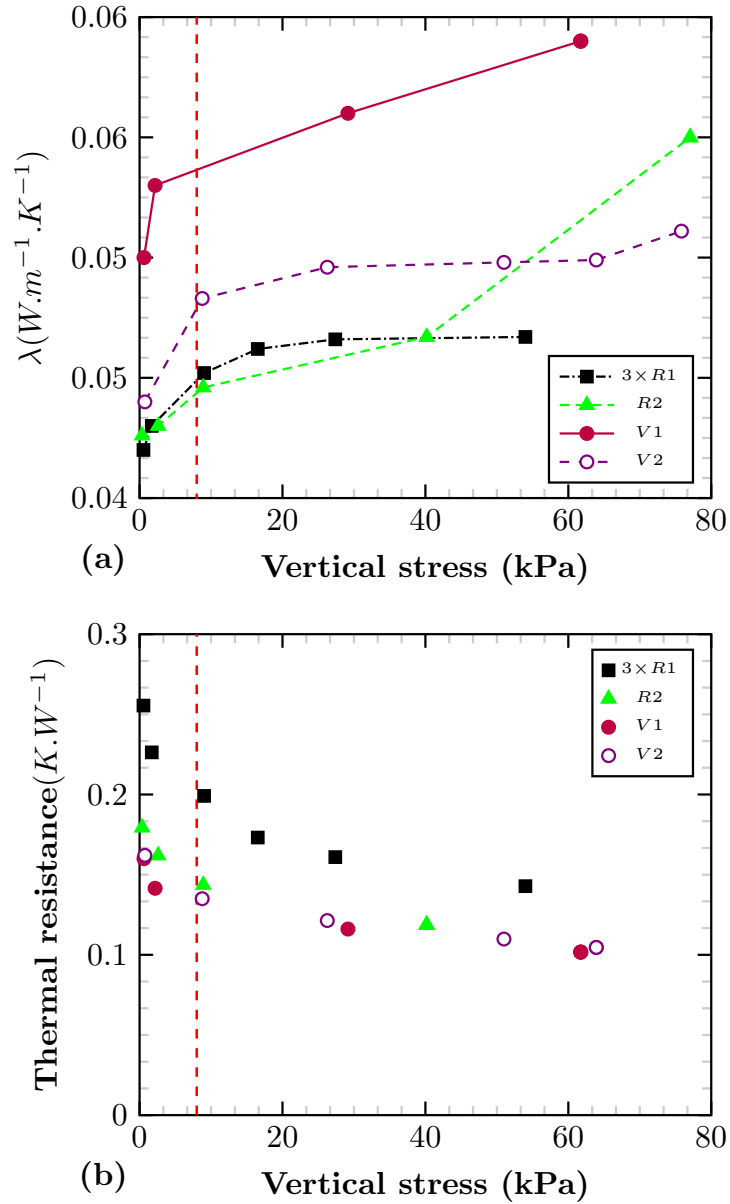 0.06
0.06
0.05
0.05
0.04
λ(W.m⁻¹.K⁻¹)
0 20 40 60 80
3×R1
R2
V1
V2
(a) Vertical stress (kPa)
0.3
0.2
0.1
0
Thermal resistance(K.W⁻¹)
3×R1
R2
V1
V2
0 20 40 60 80
(b) Vertical stress (kPa)